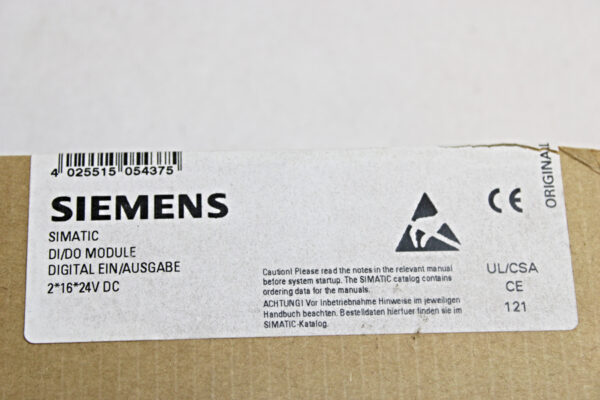 4 025515 054375
SIEMENS
SIMATIC
DI/DO MODULE
DIGITAL EIN/AUSGABE
2*16*24V DC
Caution! Please read the notes in the relevant manual
before system startup. The SIMATIC catalog contains
ordering data for the manuals.
ACHTUNG! Vor Inbetriebnahme Hinweise im jeweiligen
Handbuch beachten. Bestelldaten hierfuer finden sie im
SIMATIC-Katalog.
CE
UL/CSA
CE
121
ORIGINAL